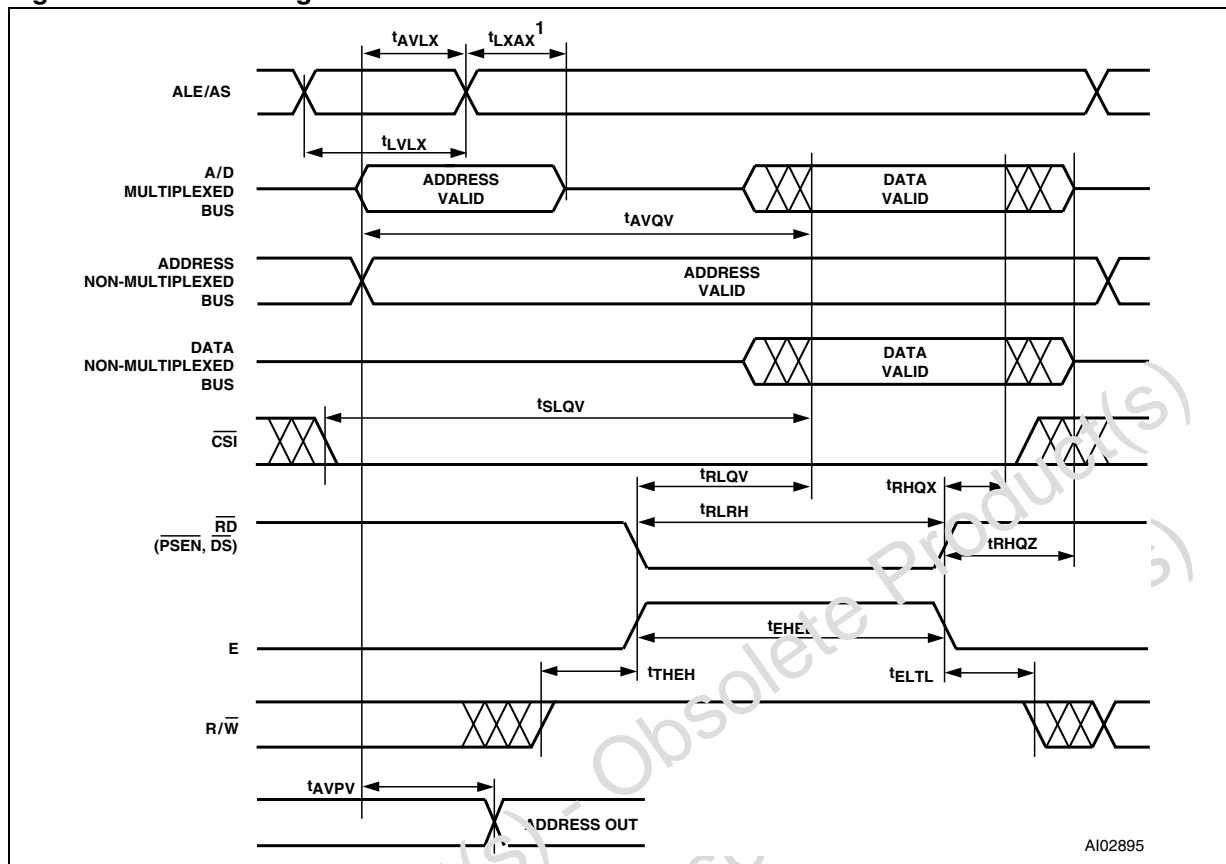 tAVLX
tLXAX1
ALE/AS
tLVLX
A/D
MULTIPLEXED
BUS
ADDRESS
VALID
DATA
VALID
tAVQV
ADDRESS
NON-MULTIPLEXED
BUS
ADDRESS
VALID
DATA
NON-MULTIPLEXED
BUS
DATA
VALID
tSLQV
CSI
tRLQV
tRHQX
RD
(PSEN, DS)
tRLRH
tRHQZ
E
tTHEH
tELTL
R/W
tAVPV
ADDRESS OUT
AI02895
- Obsolete Product(s)